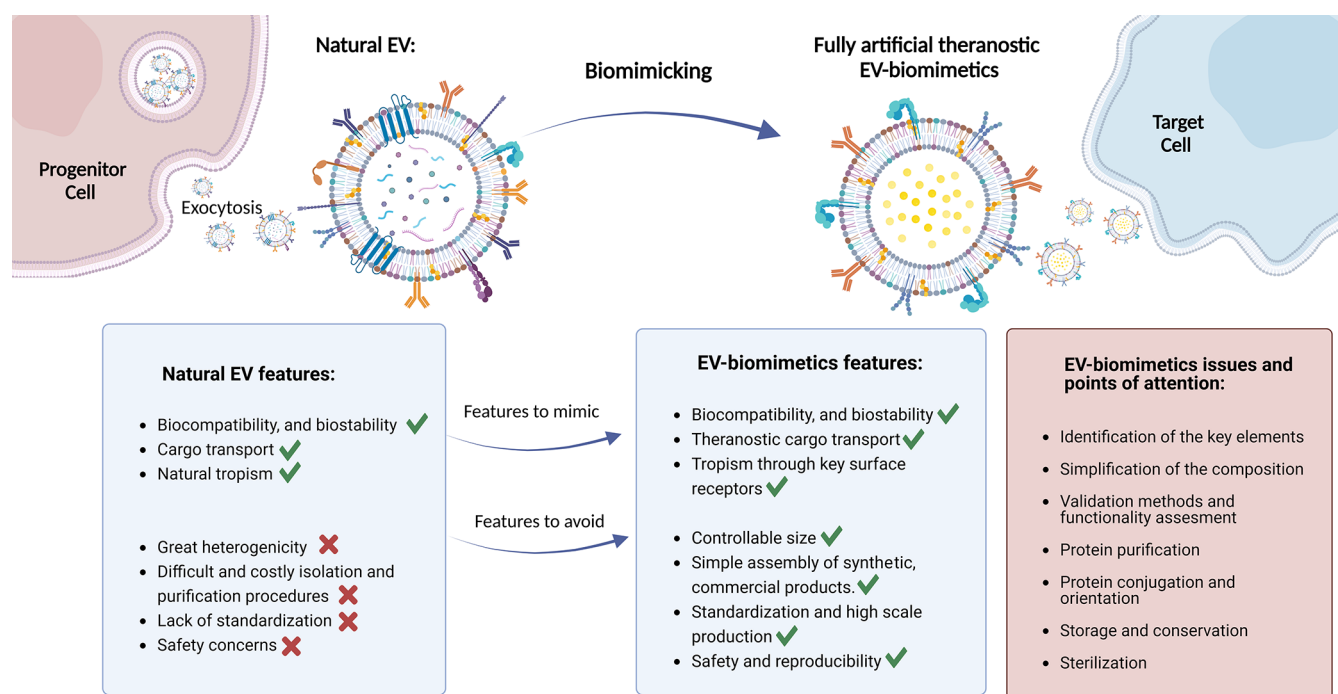 Natural EV:
Fully artificial theranostic
EV-biomimetics
Biomimicking
Progenitor
Cell
Exocytosis
Target
Cell
Natural EV features:
• Biocompatibility, and biostability
• Cargo transport
• Natural tropism
• Great heterogenicity
• Difficult and costly isolation and
purification procedures
• Lack of standardization
• Safety concerns
Features to mimic
Features to avoid
EV-biomimetics features:
• Biocompatibility, and biostability
• Theranostic cargo transport
• Tropism through key surface
receptors
• Controllable size
• Simple assembly of synthetic,
commercial products.
• Standardization and high scale
production
• Safety and reproducibility
EV-biomimetics issues and
points of attention:
• Identification of the key elements
• Simplification of the composition
• Validation methods and
functionality assesment
• Protein purification
• Protein conjugation and
orientation
• Storage and conservation
• Sterilization